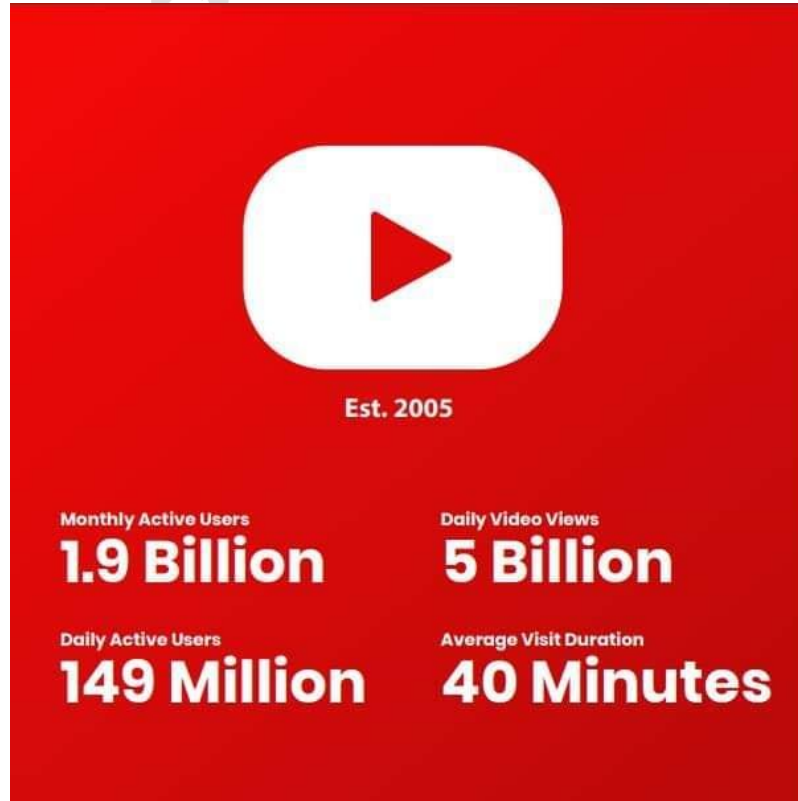 Est. 2005
Monthly Active Users
1.9 Billion
Daily Video Views
5 Billion
Daily Active Users
149 Million
Average Visit Duration
40 Minutes